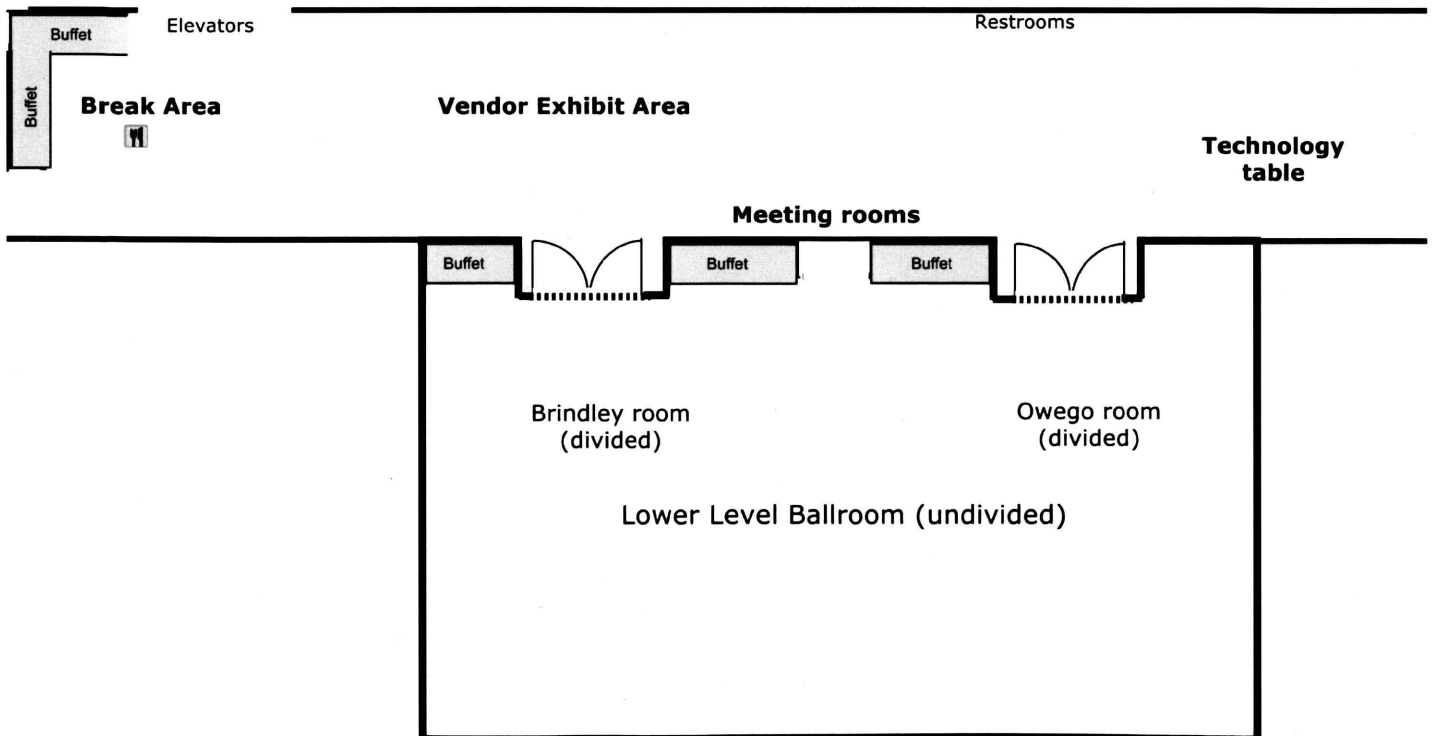 Buffet
Elevators
Restrooms
Buffet
Break Area
Vendor Exhibit Area
Technology
table
Meeting rooms
Buffet
Buffet
Buffet
Brindley room
(divided)
Owego room
(divided)
Lower Level Ballroom (undivided)